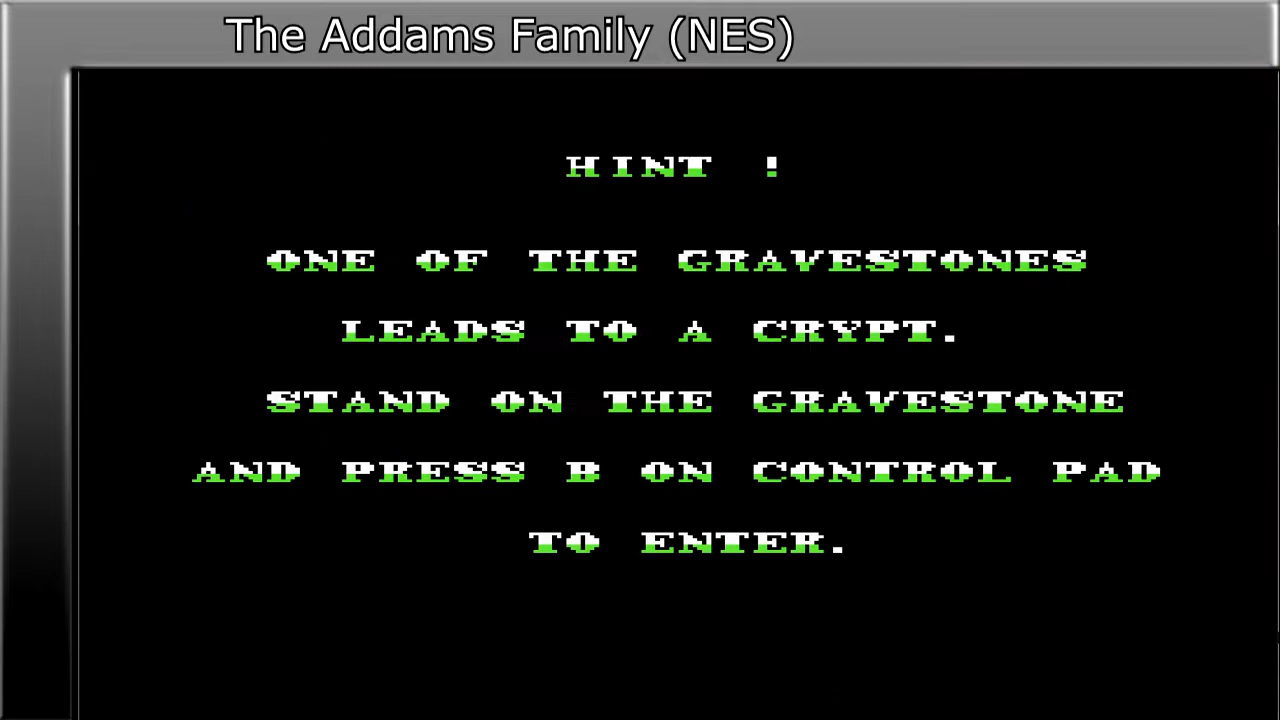 The Addams Family (NES)
HINT !
ONE OF THE GRAVESTONES
LEADS TO A CRYPT.
STAND ON THE GRAVESTONE
AND PRESS B ON CONTROL PAD
TO ENTER.